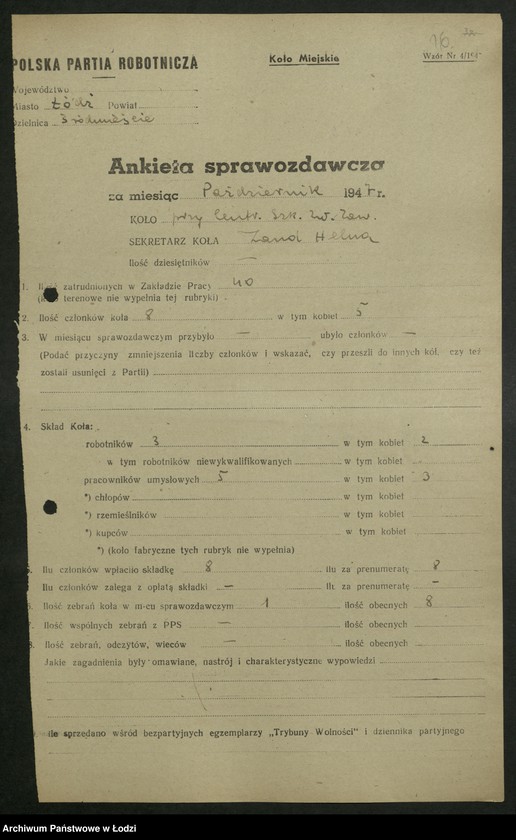 16.
POLSKA PARTIA ROBOTNICZA
Koło Miejskie
Wzór Nr 4/194
Województwo
Miasto Łódź Powiat
Dzielnica Śródmieście
Ankieta sprawozdawcza
za miesiąc Październik 1947 r.
KOŁO przy Centr. Szk. Zw. Zaw.
SEKRETARZ KOŁA Zand Helena
Ilość dziesiętników —
1. Ilość zatrudnionych w Zakładzie Pracy 40
(koła terenowe nie wypełnia tej rubryki)
2. Ilość członków koła 8 w tym kobiet 5
3. W miesiącu sprawozdawczym przybyło — ubyło członków —
(Podać przyczyny zmniejszenia liczby członków i wskazać, czy przeszli do innych kół, czy też
zostali usunięci z Partii)
4. Skład Koła:
robotników 3 w tym kobiet 2
w tym robotników niewykwalifikowanych w tym kobiet
pracowników umysłowych 5 w tym kobiet 3
*) chłopów w tym kobiet
*) rzemieślników w tym kobiet
*) kupców w tym kobiet
*) (koło fabryczne tych rubryk nie wypełnia)
5. Ilu członków wpłaciło składkę 8 Ilu za prenumeratę 8
Ilu członków zalega z opłatą składki — Ilu za prenumeratę —
6. Ilość zebrań koła w m-cu sprawozdawczym 1 ilość obecnych 8
7. Ilość wspólnych zebrań z PPS — ilość obecnych
8. Ilość zebrań, odczytów, wieców — ilość obecnych
Jakie zagadnienia były omawiane, nastrój i charakterystyczne wypowiedzi
Ile sprzedano wśród bezpartyjnych egzemplarzy „Trybuny Wolności" i dziennika partyjnego
Archiwum Państwowe w Łodzi